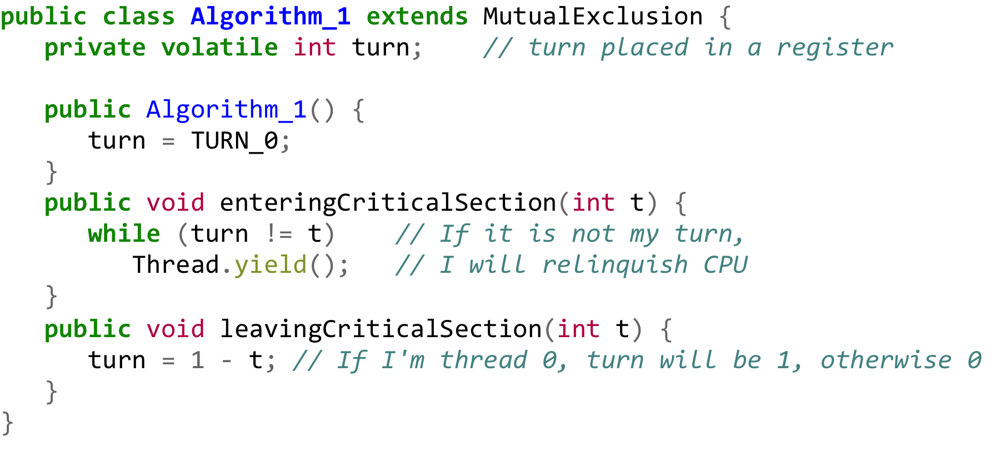 public class Algorithm_1 extends MutualExclusion {
   private volatile int turn;    // turn placed in a register

   public Algorithm_1() {
      turn = TURN_0;
   }
   public void enteringCriticalSection(int t) {
      while (turn != t)    // If it is not my turn,
         Thread.yield();   // I will relinquish CPU
   }
   public void leavingCriticalSection(int t) {
      turn = 1 - t; // If I'm thread 0, turn will be 1, otherwise 0
   }
}